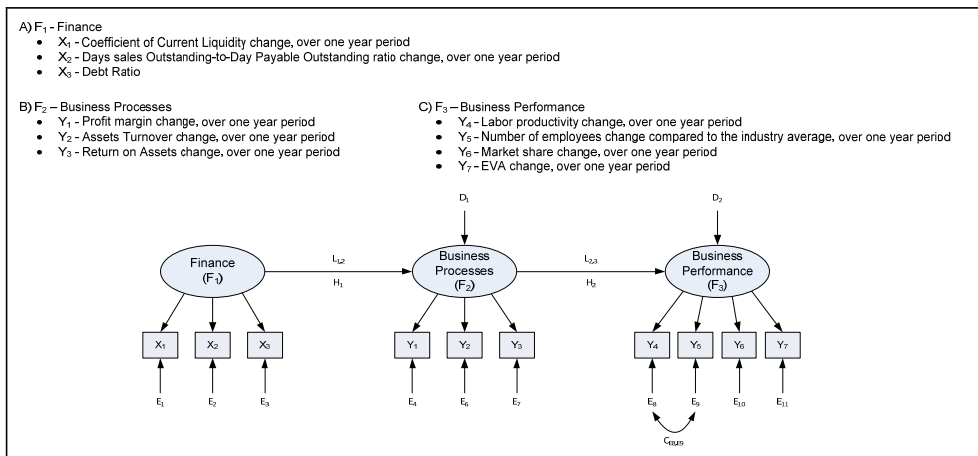 A) F₁ - Finance
• X₁ - Coefficient of Current Liquidity change, over one year period
• X₂ - Days sales Outstanding-to-Day Payable Outstanding ratio change, over one year period
• X₃ - Debt Ratio
B) F₂ – Business Processes
• Y₁ - Profit margin change, over one year period
• Y₂ - Assets Turnover change, over one year period
• Y₃ - Return on Assets change, over one year period
C) F₃ – Business Performance
• Y₄ - Labor productivity change, over one year period
• Y₅ - Number of employees change compared to the industry average, over one year period
• Y₆ - Market share change, over one year period
• Y₇ - EVA change, over one year period
D₁ D₂
Finance
(F₁)
L₁,₂
H₁
Business
Processes
(F₂)
L₂,₃
H₂
Business
Performance
(F₃)
X₁ X₂ X₃ Y₁ Y₂ Y₃ Y₄ Y₅ Y₆ Y₇
E₁ E₂ E₃ E₄ E₆ E₇ E₈ E₉ E₁₀ E₁₁